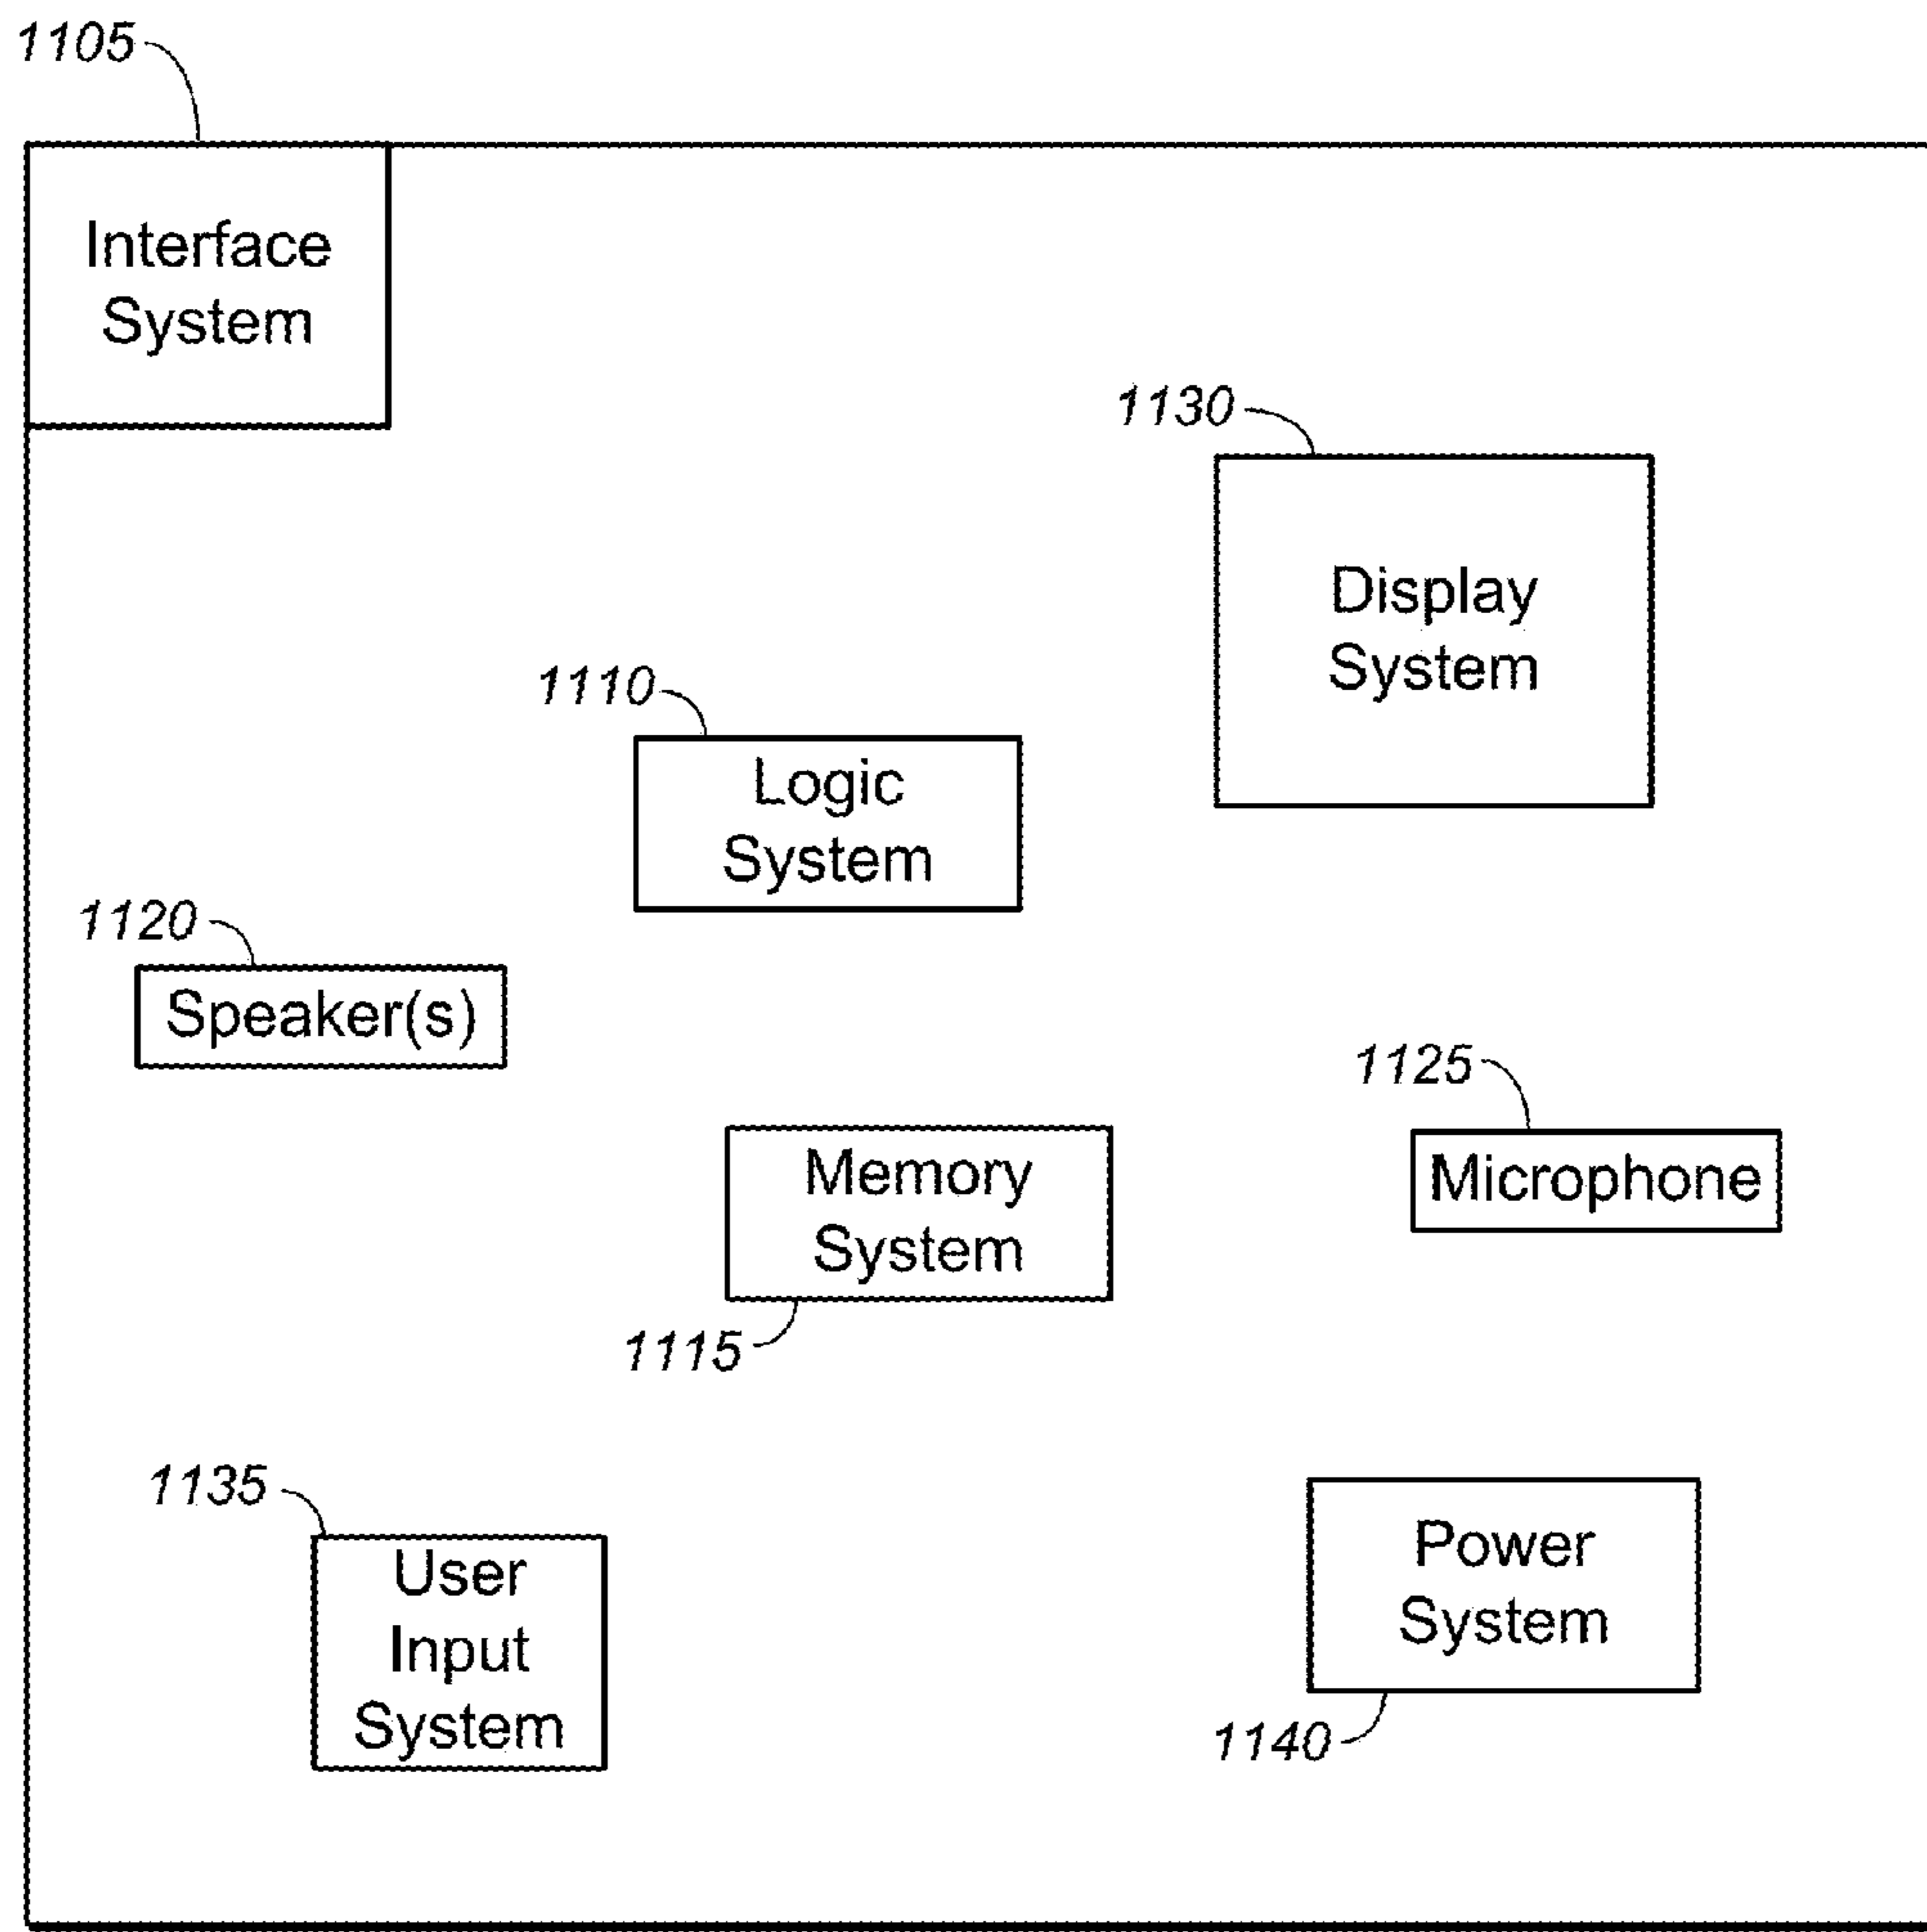 1105
Interface
System
1130
Display
System
1110
Logic
System
1120
Speaker(s)
1125
Microphone
Memory
System
1115
1135
User
Input
System
Power
System
1140